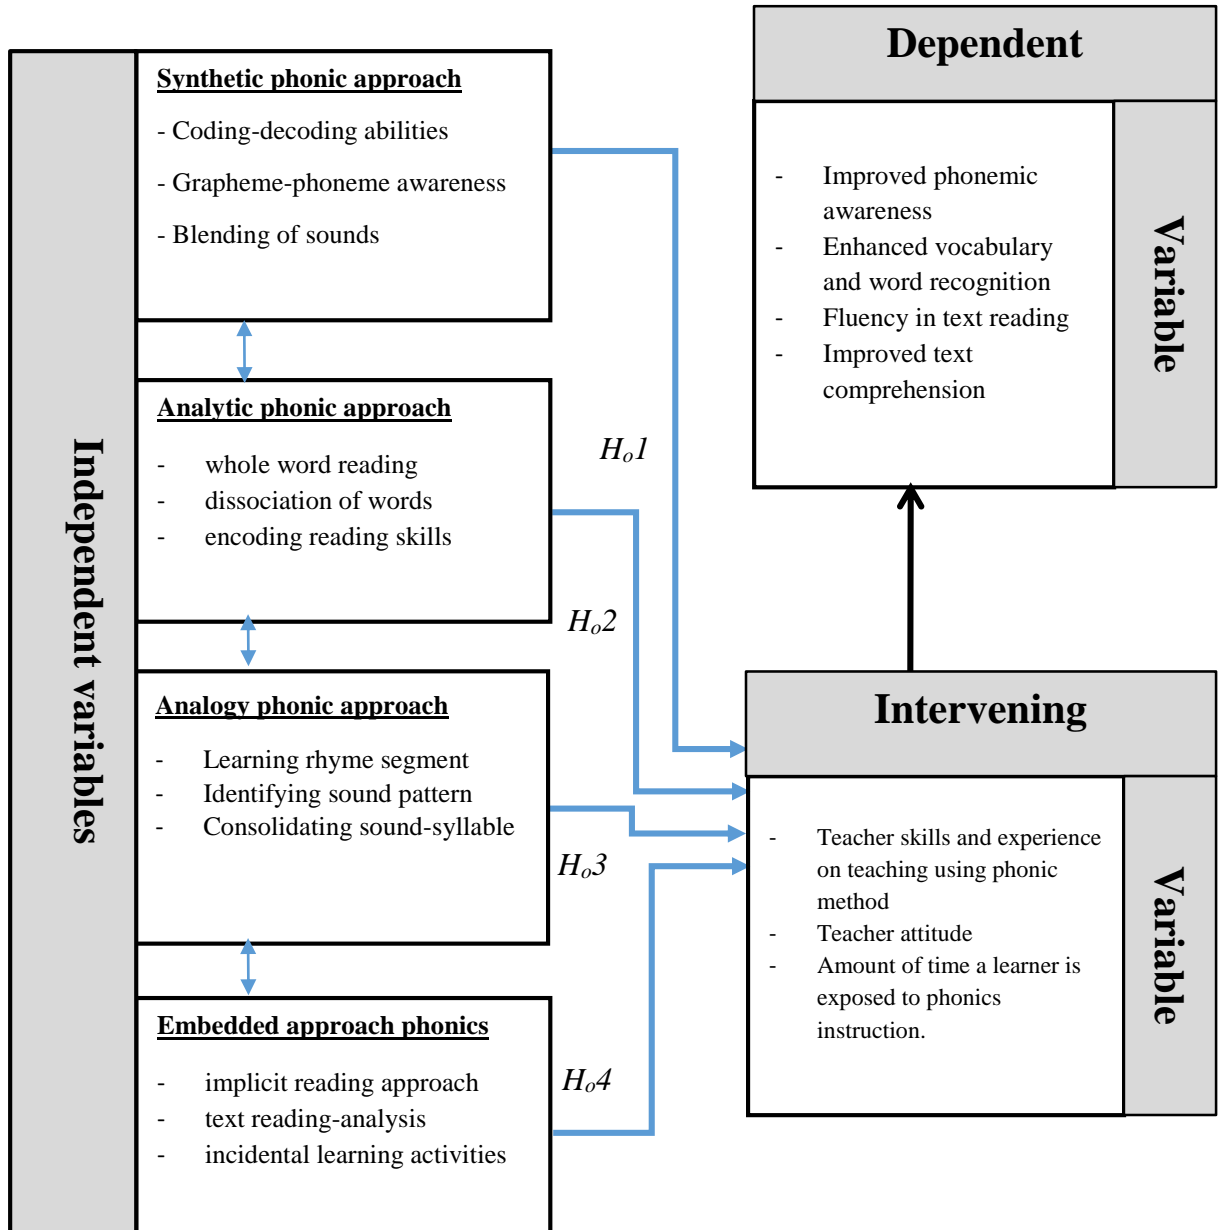 Independent variables
Synthetic phonic approach
- Coding-decoding abilities
- Grapheme-phoneme awareness
- Blending of sounds
Analytic phonic approach
- whole word reading
- dissociation of words
- encoding reading skills
Analogy phonic approach
- Learning rhyme segment
- Identifying sound pattern
- Consolidating sound-syllable
Embedded approach phonics
- implicit reading approach
- text reading-analysis
- incidental learning activities
Ho1
Ho2
Ho3
Ho4
Dependent
Variable
- Improved phonemic
awareness
- Enhanced vocabulary
and word recognition
- Fluency in text reading
- Improved text
comprehension
Intervening
Variable
- Teacher skills and experience
on teaching using phonic
method
- Teacher attitude
- Amount of time a learner is
exposed to phonics
instruction.